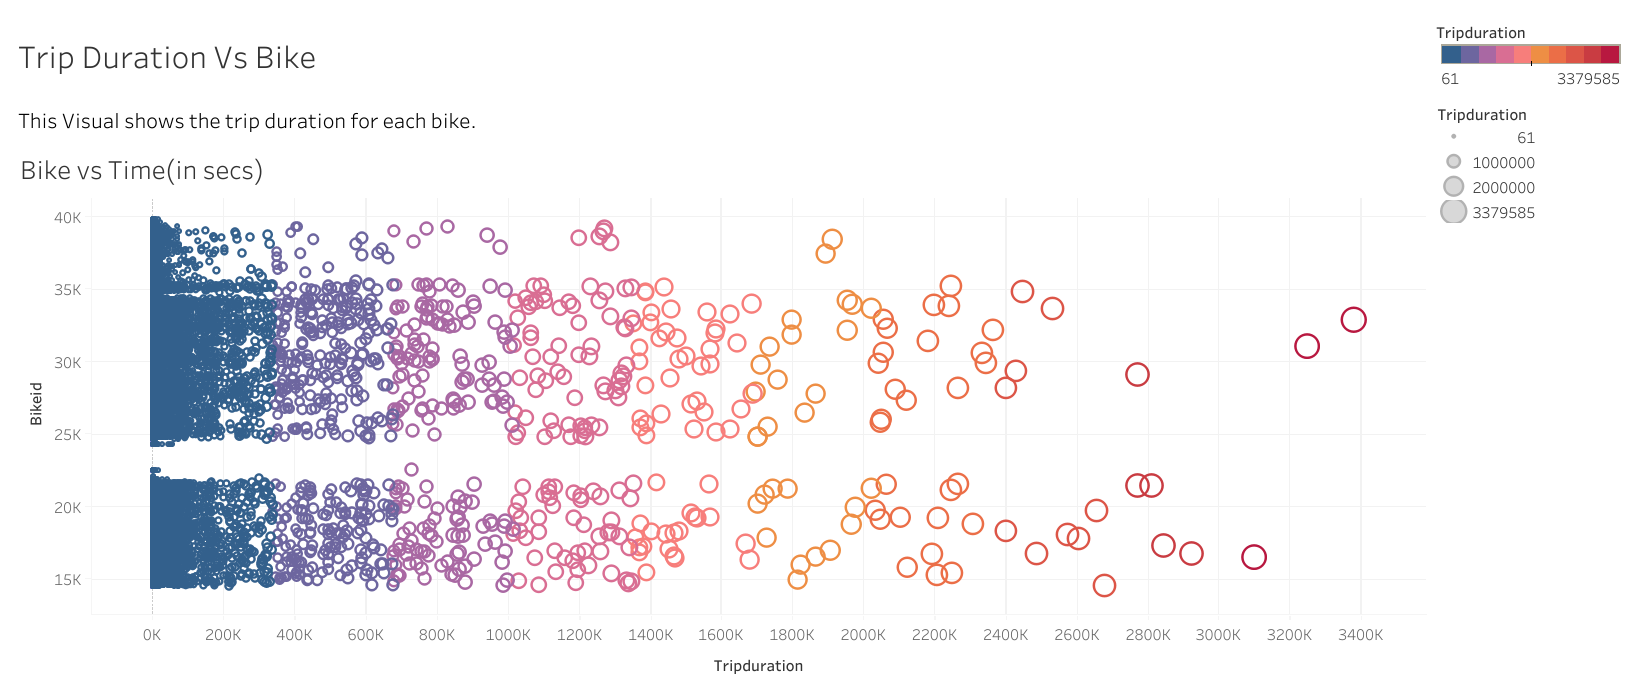 Trip Duration Vs Bike
This Visual shows the trip duration for each bike.
Bike vs Time(in secs)
Tripduration
61 3379585
Tripduration
61
1000000
2000000
3379585
40K
35K
30K
25K
20K
15K
Bikeid
0K 200K 400K 600K 800K 1000K 1200K 1400K 1600K 1800K 2000K 2200K 2400K 2600K 2800K 3000K 3200K 3400K
Tripduration